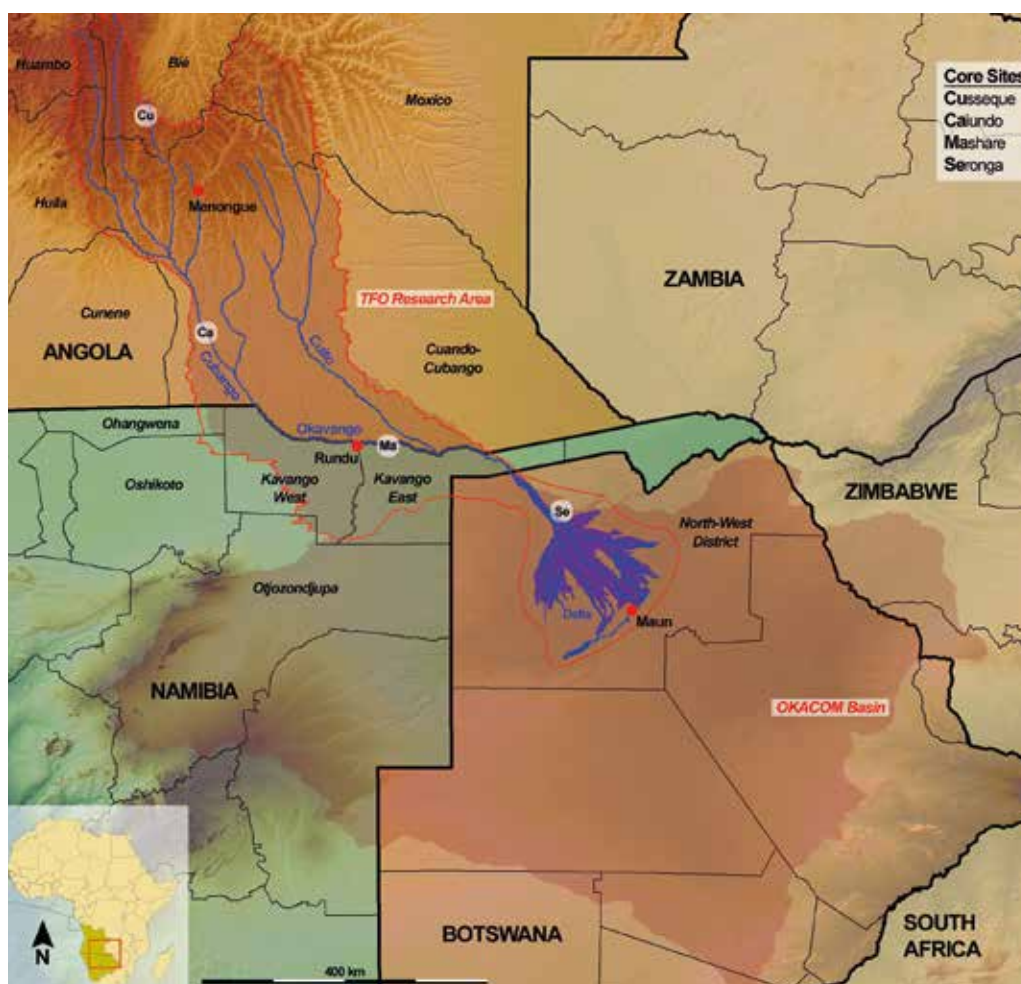 Huambo
Bié
Moxico
Core Sites
Cusseque
Caiundo
Mashare
Seronga
Cu
Menongue
Huila
ZAMBIA
TFO Research Area
Cunene
ANGOLA
Ca
Cubango
Cuito
Cuando-
Cubango
Ohangwena
Okavango
Ma
Rundu
Oshikoto
Kavango
West
Kavango
East
ZIMBABWE
Se
North-West
District
Otjozondjupa
Delta
Maun
NAMIBIA
OKACOM Basin
N
400 km
BOTSWANA
SOUTH
AFRICA